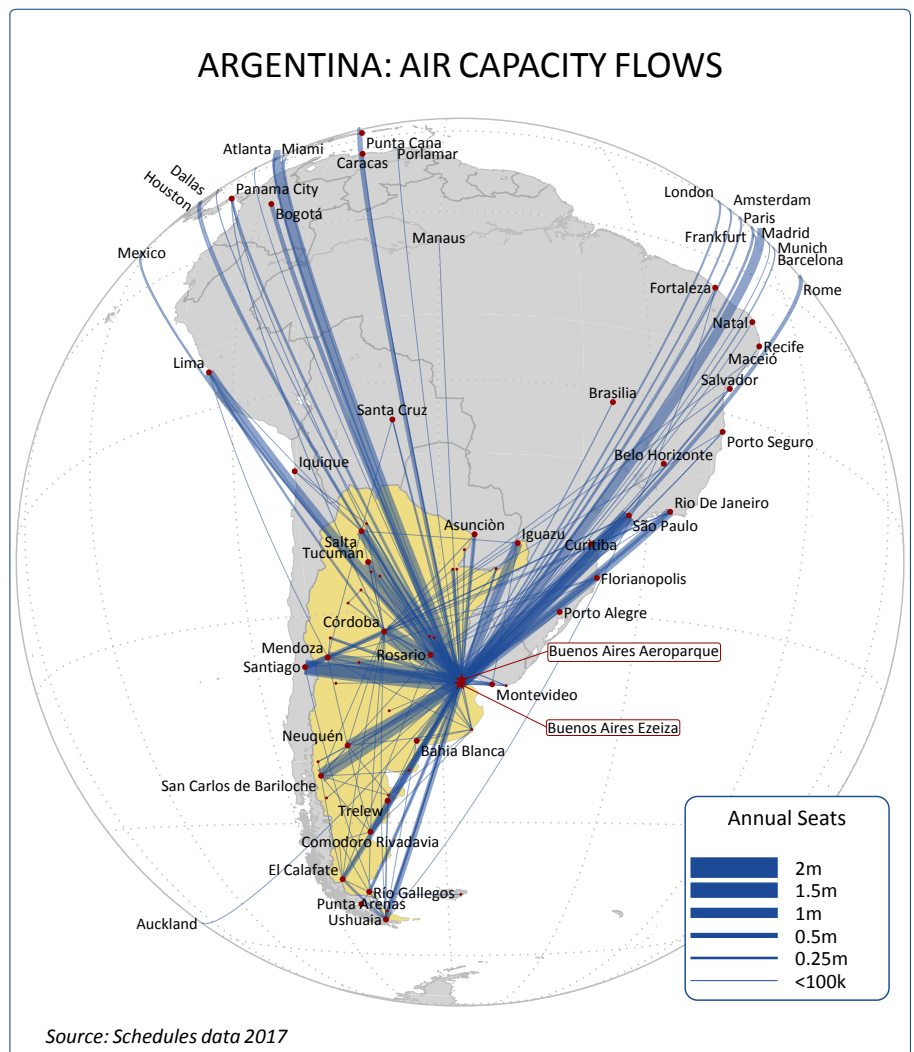 ARGENTINA: AIR CAPACITY FLOWS
Atlanta
Miami
Punta Cana
Caracas
Porlamar
Dallas
Houston
Panama City
Bogotá
London
Amsterdam
Paris
Frankfurt
Madrid
Munich
Barcelona
Mexico
Manaus
Rome
Fortaleza
Natal
Recife
Maceió
Lima
Salvador
Brasilia
Santa Cruz
Porto Seguro
Belo Horizonte
Iquique
Rio De Janeiro
São Paulo
Asunciòn
Iguazu
Curitiba
Salta
Tucumán
Florianopolis
Porto Alegre
Córdoba
Mendoza
Rosario
Santiago
Buenos Aires Aeroparque
Montevideo
Buenos Aires Ezeiza
Neuquén
Bahia Blanca
San Carlos de Bariloche
Trelew
Comodoro Rivadavia
El Calafate
Río Gallegos
Punta Arenas
Ushuaia
Auckland
Annual Seats
2m
1.5m
1m
0.5m
0.25m
<100k
Source: Schedules data 2017